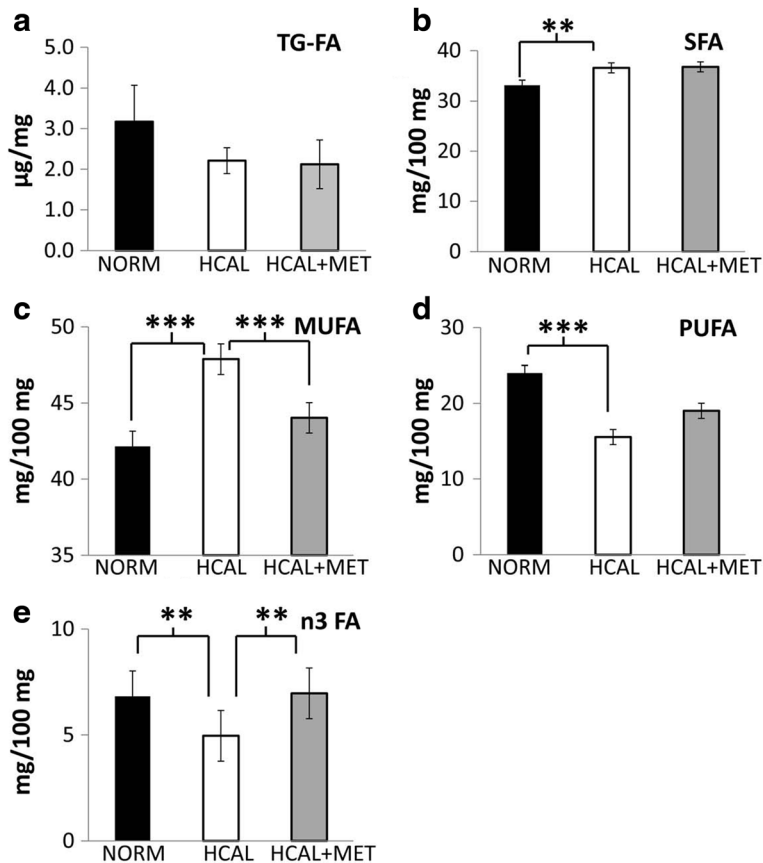 a
TG-FA
5.0
4.0
3.0
2.0
1.0
0.0
µg/mg
NORM HCAL HCAL+MET
b
SFA
**
40
30
20
10
0
mg/100 mg
NORM HCAL HCAL+MET
c
MUFA
*** ***
50
45
40
35
mg/100 mg
NORM HCAL HCAL+MET
d
PUFA
***
30
20
10
0
mg/100 mg
NORM HCAL HCAL+MET
e
n3 FA
** **
10
5
0
mg/100 mg
NORM HCAL HCAL+MET